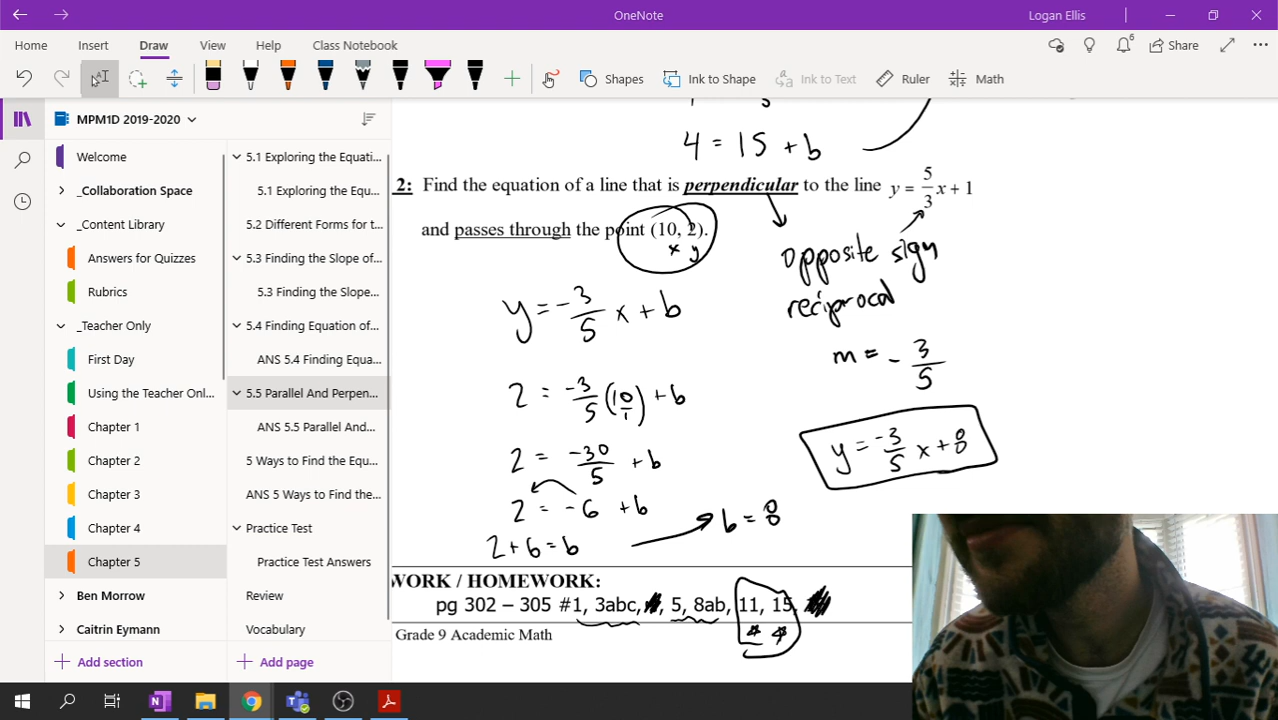 OneNote
Logan Ellis
Home Insert Draw View Help Class Notebook
6
Share
Shapes Ink to Shape Ink to Text Ruler Math
MPM1D 2019-2020
Welcome
_Collaboration Space
_Content Library
Answers for Quizzes
Rubrics
_Teacher Only
First Day
Using the Teacher Onl...
Chapter 1
Chapter 2
Chapter 3
Chapter 4
Chapter 5
Ben Morrow
Caitrin Eymann
Add section
5.1 Exploring the Equati...
5.1 Exploring the Equ...
5.2 Different Forms for t...
5.3 Finding the Slope of...
5.3 Finding the Slope...
5.4 Finding Equation of...
ANS 5.4 Finding Equa...
5.5 Parallel And Perpen...
ANS 5.5 Parallel And...
5 Ways to Find the Equ...
ANS 5 Ways to Find the...
Practice Test
Practice Test Answers
Review
Vocabulary
Add page
4 = 15 + b
2: Find the equation of a line that is perpendicular to the line y = 5/3 x + 1
and passes through the point (10, 2).
x y
opposite sign
reciprocal
m = - 3/5
y = -3/5 x + b
2 = -3/5 (10/1) + b
2 = -30/5 + b
2 = -6 + b
2+6=b
b = 8
y = -3/5 x + 8
WORK / HOMEWORK:
pg 302 – 305 #1, 3abc, 5, 8ab, 11, 15,
Grade 9 Academic Math